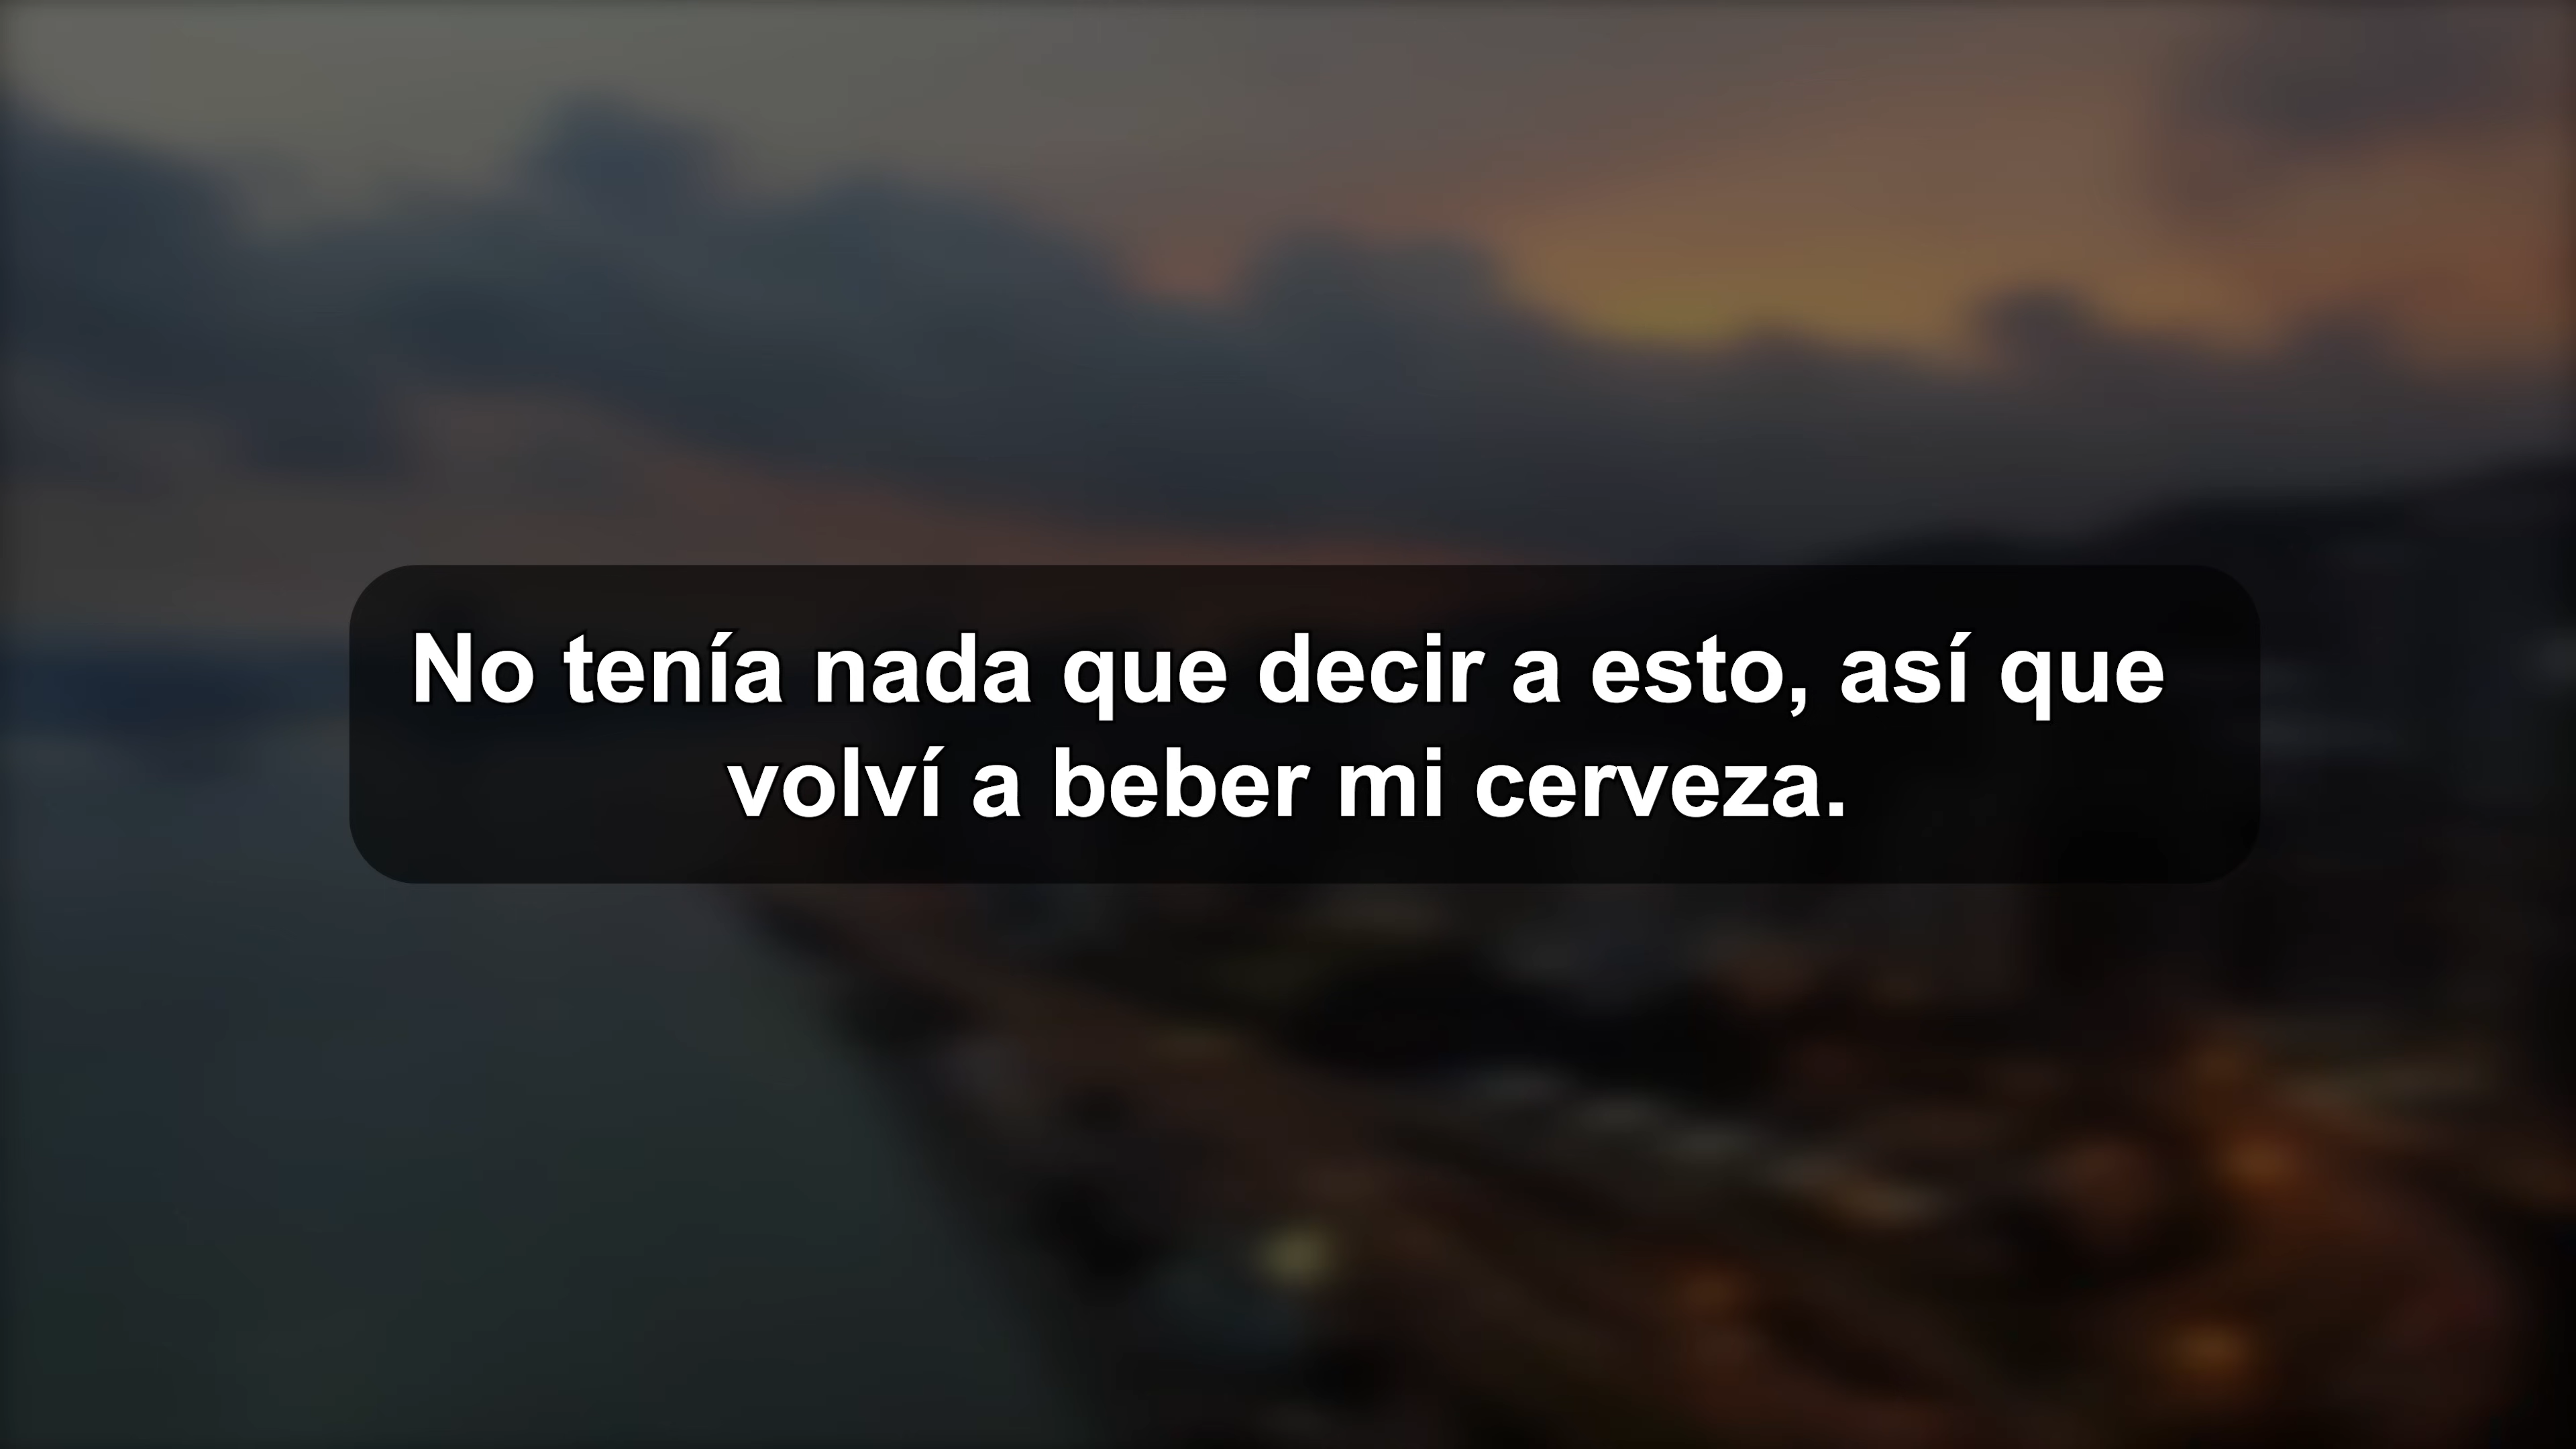 No tenía nada que decir a esto, así que
volví a beber mi cerveza.